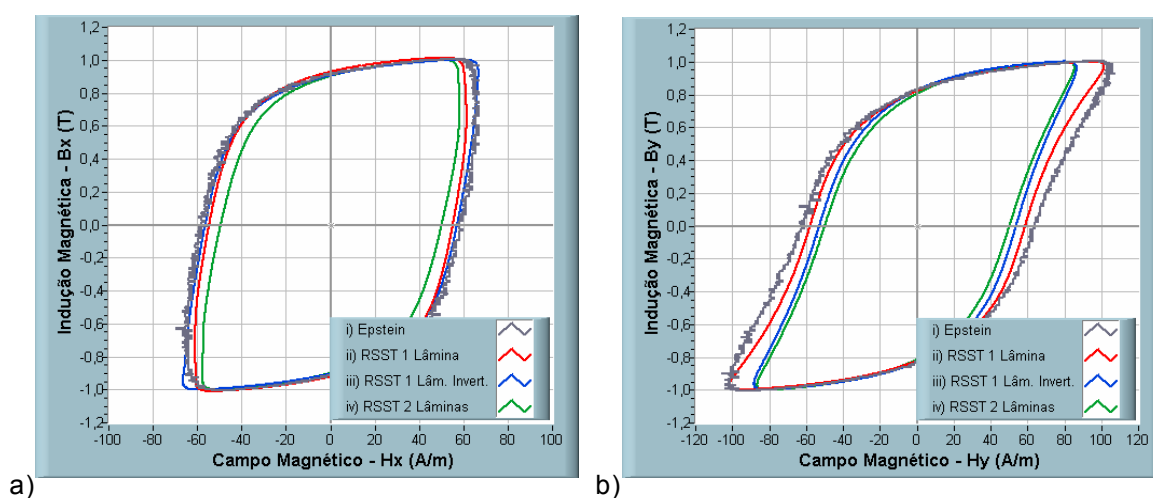 1,2
1,0
0,8
0,6
0,4
0,2
0,0
-0,2
-0,4
-0,6
-0,8
-1,0
-1,2
Indução Magnética - Bx (T)
i) Epstein
ii) RSST 1 Lâmina
iii) RSST 1 Lâm. Invert.
iv) RSST 2 Lâminas
-100 -80 -60 -40 -20 0 20 40 60 80 100
Campo Magnético - Hx (A/m)
a)
1,2
1,0
0,8
0,6
0,4
0,2
0,0
-0,2
-0,4
-0,6
-0,8
-1,0
-1,2
Indução Magnética - By (T)
i) Epstein
ii) RSST 1 Lâmina
iii) RSST 1 Lâm. Invert.
iv) RSST 2 Lâminas
-120 -100 -80 -60 -40 -20 0 20 40 60 80 100 120
Campo Magnético - Hy (A/m)
b)